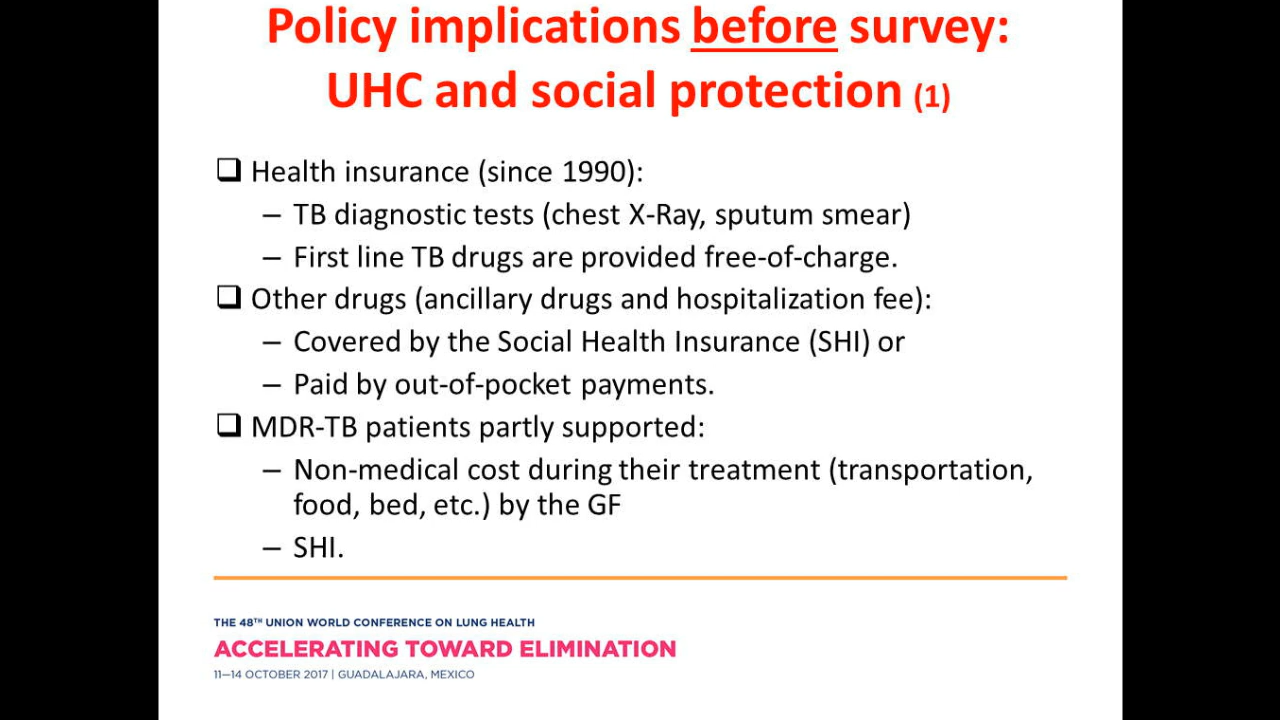 Policy implications before survey:
UHC and social protection (1)
❑ Health insurance (since 1990):
– TB diagnostic tests (chest X-Ray, sputum smear)
– First line TB drugs are provided free-of-charge.
❑ Other drugs (ancillary drugs and hospitalization fee):
– Covered by the Social Health Insurance (SHI) or
– Paid by out-of-pocket payments.
❑ MDR-TB patients partly supported:
– Non-medical cost during their treatment (transportation,
food, bed, etc.) by the GF
– SHI.
THE 48TH UNION WORLD CONFERENCE ON LUNG HEALTH
ACCELERATING TOWARD ELIMINATION
11–14 OCTOBER 2017 | GUADALAJARA, MEXICO